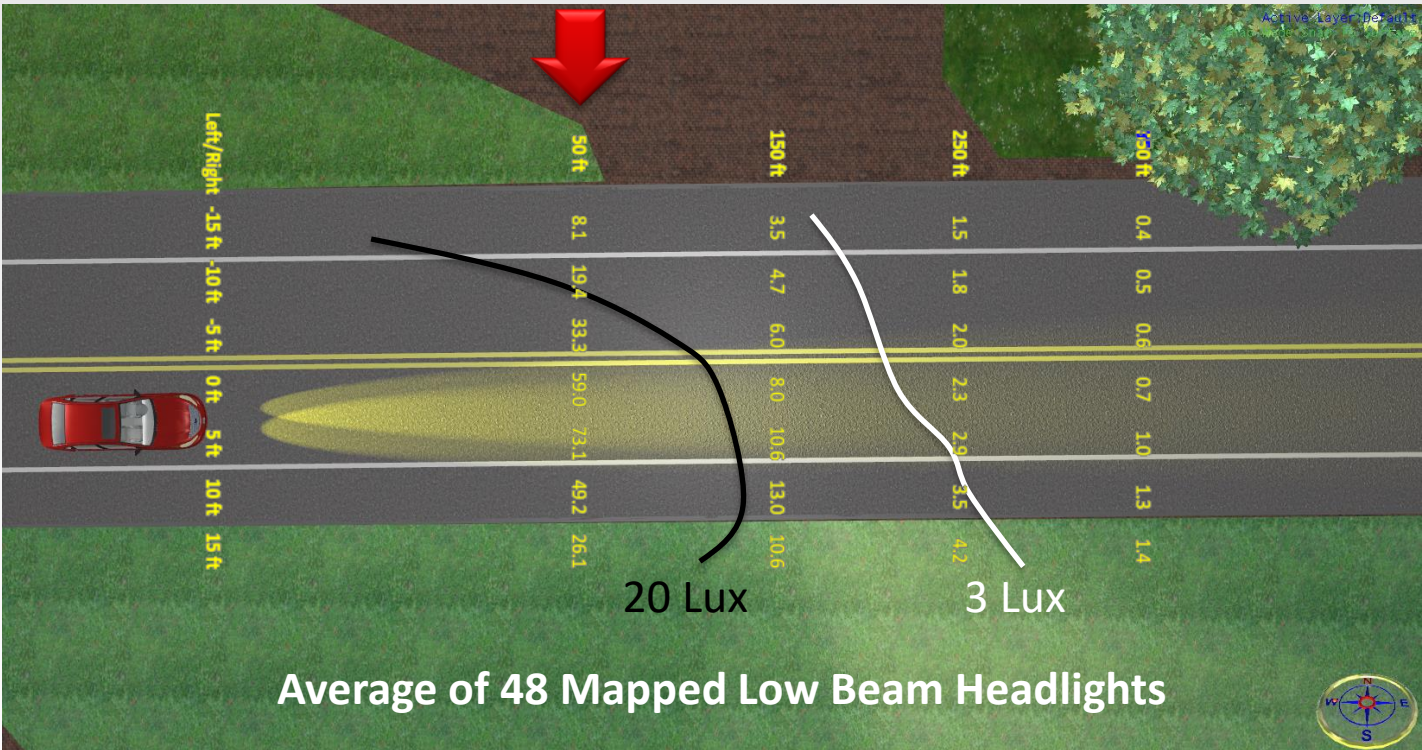 Active Layer:Default
Left/Right 50 ft 150 ft 250 ft
-15 ft 8.1 3.5 1.5 0.4
-10 ft 19.4 4.7 1.8 0.5
-5 ft 33.3 6.0 2.0 0.6
0 ft 59.0 8.0 2.3 0.7
5 ft 73.1 10.6 2.9 1.0
10 ft 49.2 13.0 3.5 1.3
15 ft 26.1 10.6 4.2 1.4
20 Lux 3 Lux
Average of 48 Mapped Low Beam Headlights
N
W E
S